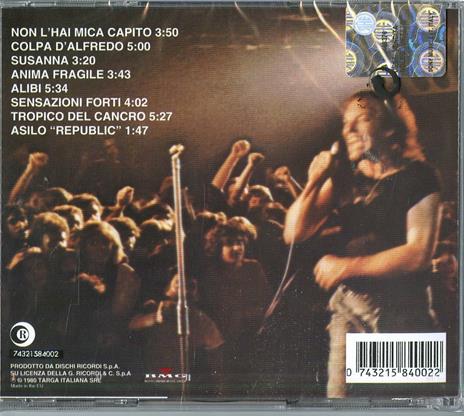 NON L'HAI MICA CAPITO 3:50
COLPA D'ALFREDO 5:00
SUSANNA 3:20
ANIMA FRAGILE 3:43
ALIBI 5:34
SENSAZIONI FORTI 4:02
TROPICO DEL CANCRO 5:27
ASILO "REPUBLIC" 1:47
R
74321584002
PRODOTTO DA DISCHI RICORDI S.p.A.
SU LICENZA DELLA G. RICORDI & C. S.p.A
℗ © 1980 TARGA ITALIANA SRL
Made in the EU
BMG
0 743215 840022